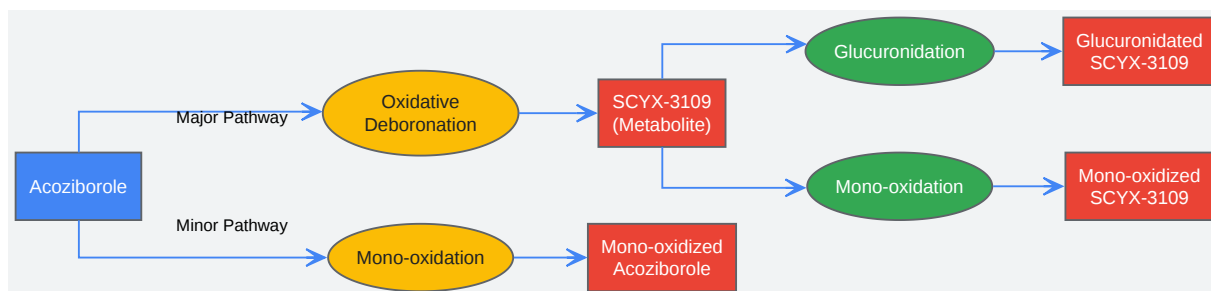 Acoziborole
Major Pathway
Oxidative
Deboronation
SCYX-3109
(Metabolite)
Glucuronidation
Glucuronidated
SCYX-3109
Mono-oxidation
Mono-oxidized
SCYX-3109
Minor Pathway
Mono-oxidation
Mono-oxidized
Acoziborole